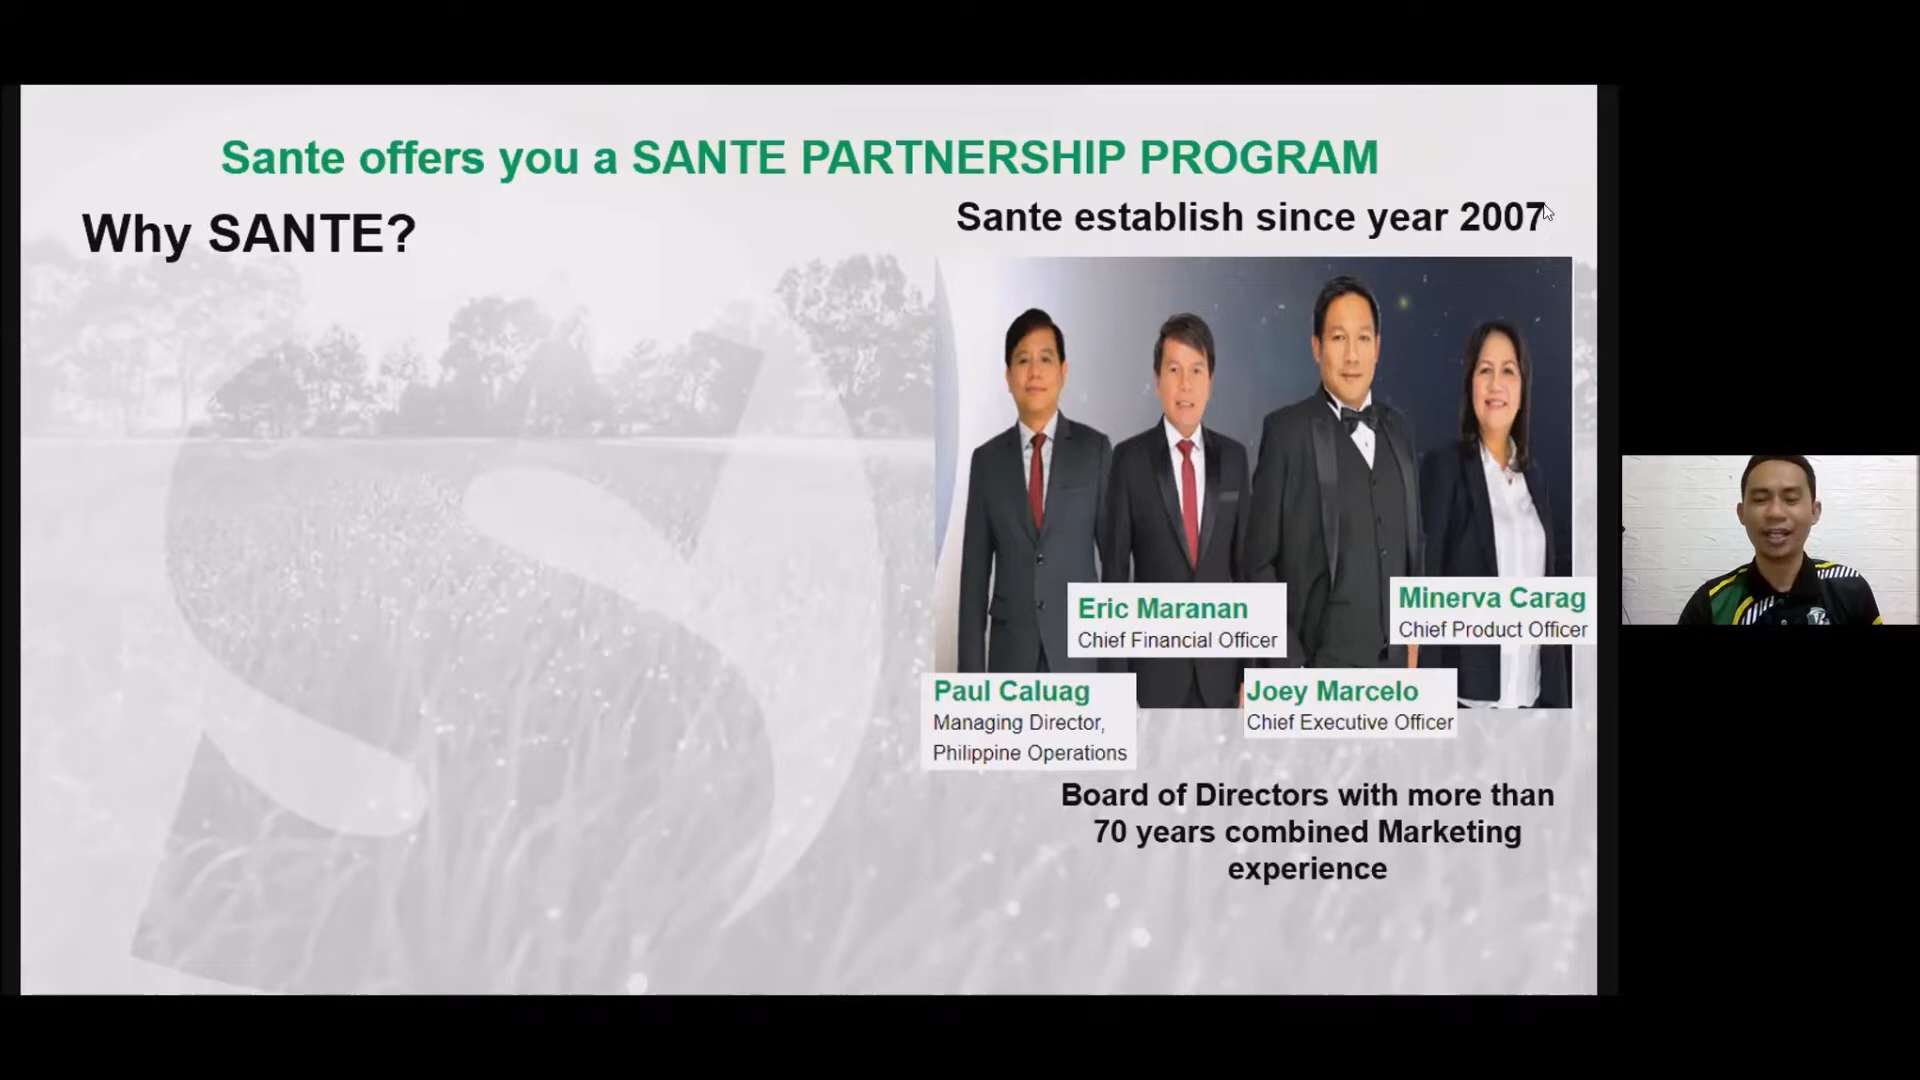 Sante offers you a SANTE PARTNERSHIP PROGRAM
Why SANTE?
Sante establish since year 2007
Eric Maranan
Chief Financial Officer
Minerva Carag
Chief Product Officer
Paul Caluag
Managing Director,
Philippine Operations
Joey Marcelo
Chief Executive Officer
Board of Directors with more than
70 years combined Marketing
experience